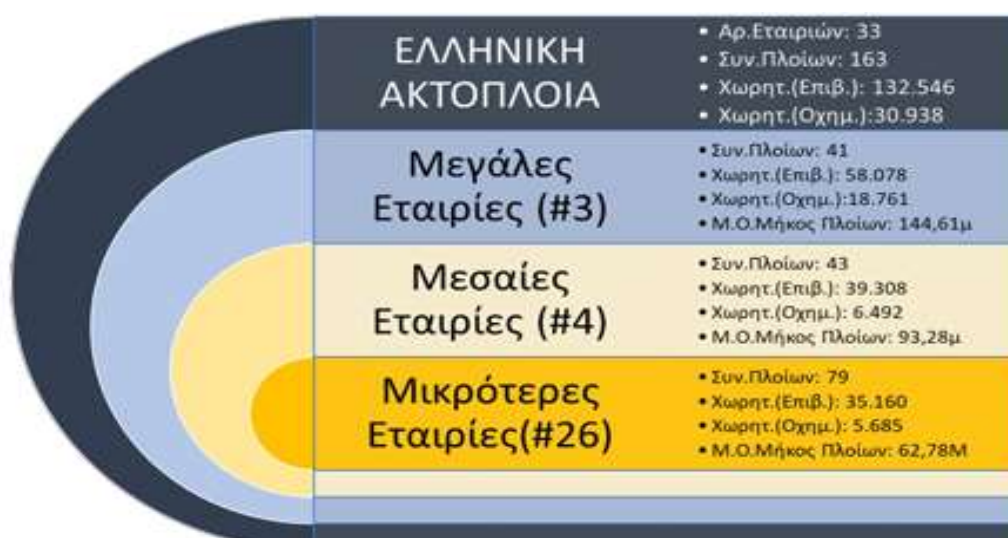 ΕΛΛΗΝΙΚΗ
ΑΚΤΟΠΛΟΙΑ
• Αρ.Εταιριών: 33
• Συν.Πλοίων: 163
• Χωρητ.(Επιβ.): 132.546
• Χωρητ.(Οχημ.):30.938
Μεγάλες
Εταιρίες (#3)
• Συν.Πλοίων: 41
• Χωρητ.(Επιβ.): 58.078
• Χωρητ.(Οχημ.):18.761
• Μ.Ο.Μήκος Πλοίων: 144,61μ
Μεσαίες
Εταιρίες (#4)
• Συν.Πλοίων: 43
• Χωρητ.(Επιβ.): 39.308
• Χωρητ.(Οχημ.): 6.492
• Μ.Ο.Μήκος Πλοίων: 93,28μ
Μικρότερες
Εταιρίες(#26)
• Συν.Πλοίων: 79
• Χωρητ.(Επιβ.): 35.160
• Χωρητ.(Οχημ.): 5.685
• Μ.Ο.Μήκος Πλοίων: 62,78Μ